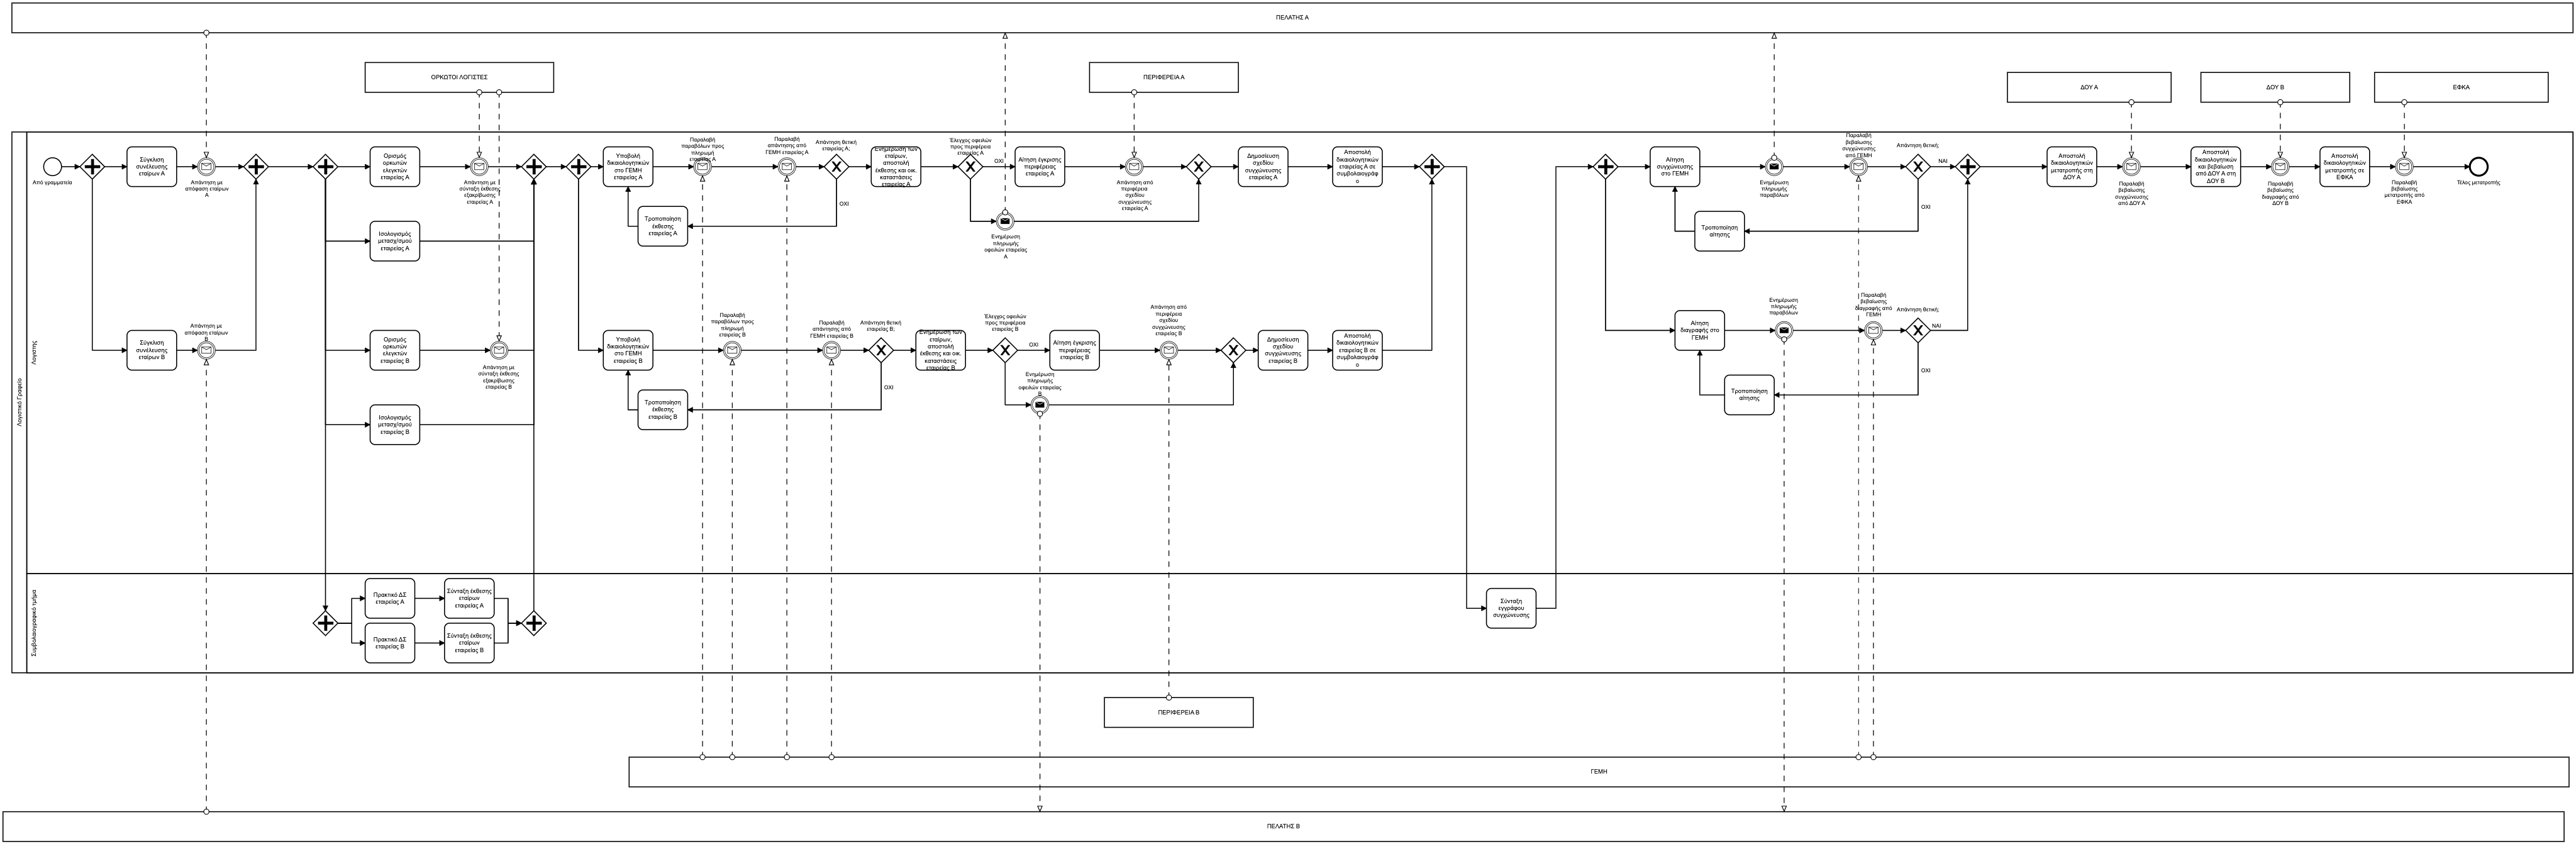 ΠΕΛΑΤΗΣ Α
ΟΡΚΩΤΟΙ ΛΟΓΙΣΤΕΣ
ΠΕΡΙΦΕΡΕΙΑ Α
ΔΟΥ Α
ΔΟΥ Β
ΕΦΚΑ
Λογιστικό Γραφείο
Λογιστής
Από γραμματεία
Σύγκλιση
συνέλευσης
εταίρων Α
Απάντηση με
απόφαση εταίρων
Α
Ορισμός
ορκωτών
ελεγκτών
εταιρείας Α
Απάντηση με
σύνταξη έκθεσης
εξακρίβωσης
εταιρείας Α
Ισολογισμός
μετασχ/σμού
εταιρείας Α
Υποβολή
δικαιολογητικών
στο ΓΕΜΗ
εταιρείας Α
Παραλαβή
παραβόλων προς
πληρωμή
εταιρείας Α
Παραλαβή
απάντησης από
ΓΕΜΗ εταιρείας Α
Απάντηση θετική
εταιρείας Α;
ΟΧΙ
Τροποποίηση
έκθεσης
εταιρείας Α
Ενημέρωση των
εταίρων,
αποστολή
έκθεσης και οικ.
καταστάσεις
εταιρείας Α
Έλεγχος οφειλών
προς περιφέρεια
εταιρείας Α
ΟΧΙ
Ενημέρωση
πληρωμής
οφειλών εταιρείας
Α
Αίτηση έγκρισης
περιφέρειας
εταιρείας Α
Απάντηση από
περιφέρεια
σχεδίου
συγχώνευσης
εταιρείας Α
Δημοσίευση
σχεδίου
συγχώνευσης
εταιρείας Α
Αποστολή
δικαιολογητικών
εταιρείας Α σε
συμβολαιογράφ
ο
Αίτηση
συγχώνευσης
στο ΓΕΜΗ
Ενημέρωση
πληρωμής
παραβόλων
Παραλαβή
βεβαίωσης
συγχώνευσης
από ΓΕΜΗ
Απάντηση θετική;
ΝΑΙ
ΟΧΙ
Τροποποίηση
αίτησης
Αποστολή
δικαιολογητικών
μετατροπής στη
ΔΟΥ Α
Παραλαβή
βεβαίωσης
συγχώνευσης
από ΔΟΥ Α
Αποστολή
δικαιολογητικών
και βεβαίωση
από ΔΟΥ Α στη
ΔΟΥ Β
Παραλαβή
βεβαίωσης
διαγραφής από
ΔΟΥ Β
Αποστολή
δικαιολογητικών
μετατροπής σε
ΕΦΚΑ
Παραλαβή
βεβαίωσης
μετατροπής από
ΕΦΚΑ
Τέλος μετατροπής
Σύγκλιση
συνέλευσης
εταίρων Β
Απάντηση με
απόφαση εταίρων
Β
Ορισμός
ορκωτών
ελεγκτών
εταιρείας Β
Απάντηση με
σύνταξη έκθεσης
εξακρίβωσης
εταιρείας Β
Ισολογισμός
μετασχ/σμού
εταιρείας Β
Υποβολή
δικαιολογητικών
στο ΓΕΜΗ
εταιρείας Β
Παραλαβή
παραβόλων προς
πληρωμή
εταιρείας Β
Παραλαβή
απάντησης από
ΓΕΜΗ εταιρείας Β
Απάντηση θετική
εταιρείας Β;
ΟΧΙ
Τροποποίηση
έκθεσης
εταιρείας Β
Ενημέρωση των
εταίρων,
αποστολή
έκθεσης και οικ.
καταστάσεις
εταιρείας Β
Έλεγχος οφειλών
προς περιφέρεια
εταιρείας Β
ΟΧΙ
Ενημέρωση
πληρωμής
οφειλών εταιρείας
Β
Αίτηση έγκρισης
περιφέρειας
εταιρείας Β
Απάντηση από
περιφέρεια
σχεδίου
συγχώνευσης
εταιρείας Β
Δημοσίευση
σχεδίου
συγχώνευσης
εταιρείας Β
Αποστολή
δικαιολογητικών
εταιρείας Β σε
συμβολαιογράφ
ο
Αίτηση
διαγραφής στο
ΓΕΜΗ
Ενημέρωση
πληρωμής
παραβόλων
Παραλαβή
βεβαίωσης
διαγραφής από
ΓΕΜΗ
Απάντηση θετική;
ΝΑΙ
ΟΧΙ
Τροποποίηση
αίτησης
Συμβολαιογραφικό τμήμα
Πρακτικό ΔΣ
εταιρείας Α
Σύνταξη έκθεσης
εταίρων
εταιρείας Α
Πρακτικό ΔΣ
εταιρείας Β
Σύνταξη έκθεσης
εταίρων
εταιρείας Β
Σύνταξη
εγγράφου
συγχώνευσης
ΠΕΡΙΦΕΡΕΙΑ Β
ΓΕΜΗ
ΠΕΛΑΤΗΣ Β